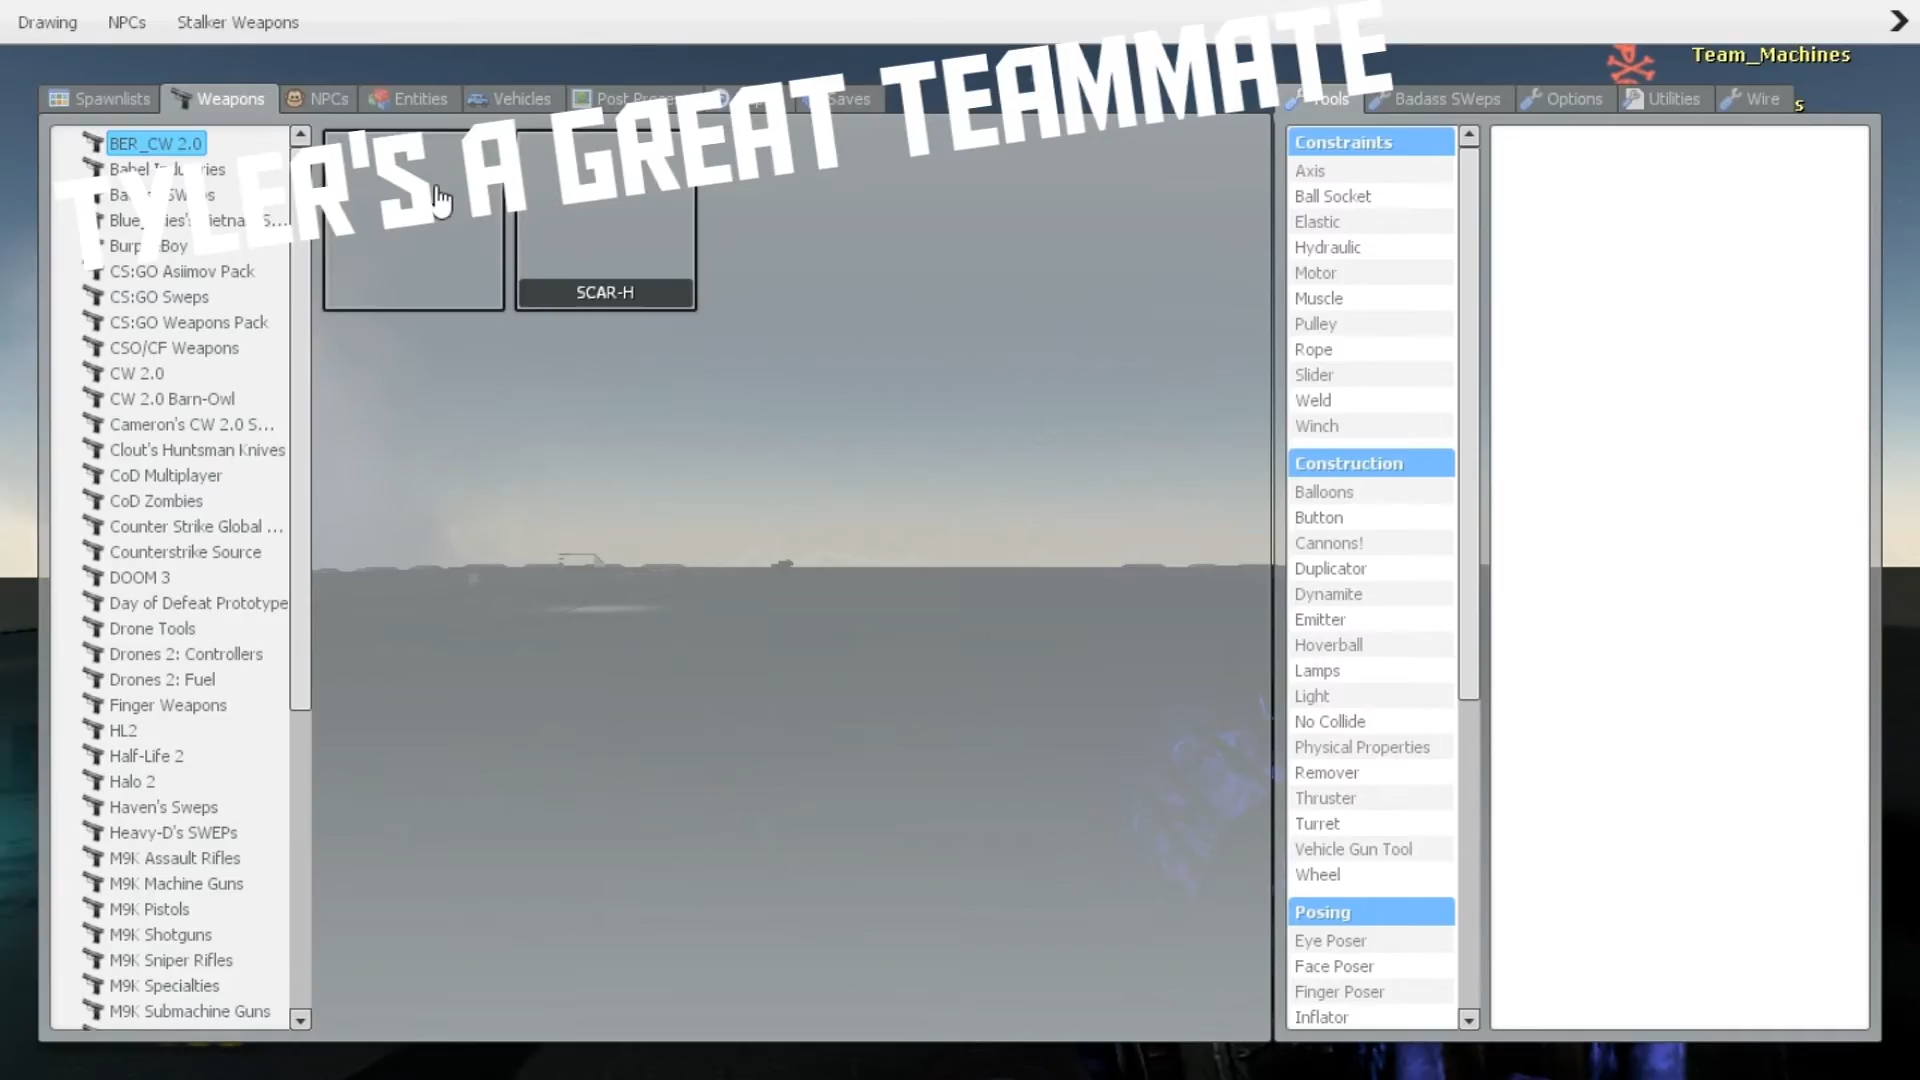 Drawing NPCs Stalker Weapons
TYLER'S A GREAT TEAMMATE
Team_Machines
Spawnlists Weapons NPCs Entities Vehicles Post Saves
Tools Badass SWeps Options Utilities Wire
BER_CW 2.0
Babel Industries
CS:GO Asiimov Pack
CS:GO Sweps
CS:GO Weapons Pack
CSO/CF Weapons
CW 2.0
CW 2.0 Barn-Owl
Cameron's CW 2.0 S...
Clout's Huntsman Knives
CoD Multiplayer
CoD Zombies
Counter Strike Global ...
Counterstrike Source
DOOM 3
Day of Defeat Prototype
Drone Tools
Drones 2: Controllers
Drones 2: Fuel
Finger Weapons
HL2
Half-Life 2
Halo 2
Haven's Sweps
Heavy-D's SWEPs
M9K Assault Rifles
M9K Machine Guns
M9K Pistols
M9K Shotguns
M9K Sniper Rifles
M9K Specialties
M9K Submachine Guns
SCAR-H
Constraints
Axis
Ball Socket
Elastic
Hydraulic
Motor
Muscle
Pulley
Rope
Slider
Weld
Winch
Construction
Balloons
Button
Cannons!
Duplicator
Dynamite
Emitter
Hoverball
Lamps
Light
No Collide
Physical Properties
Remover
Thruster
Turret
Vehicle Gun Tool
Wheel
Posing
Eye Poser
Face Poser
Finger Poser
Inflator